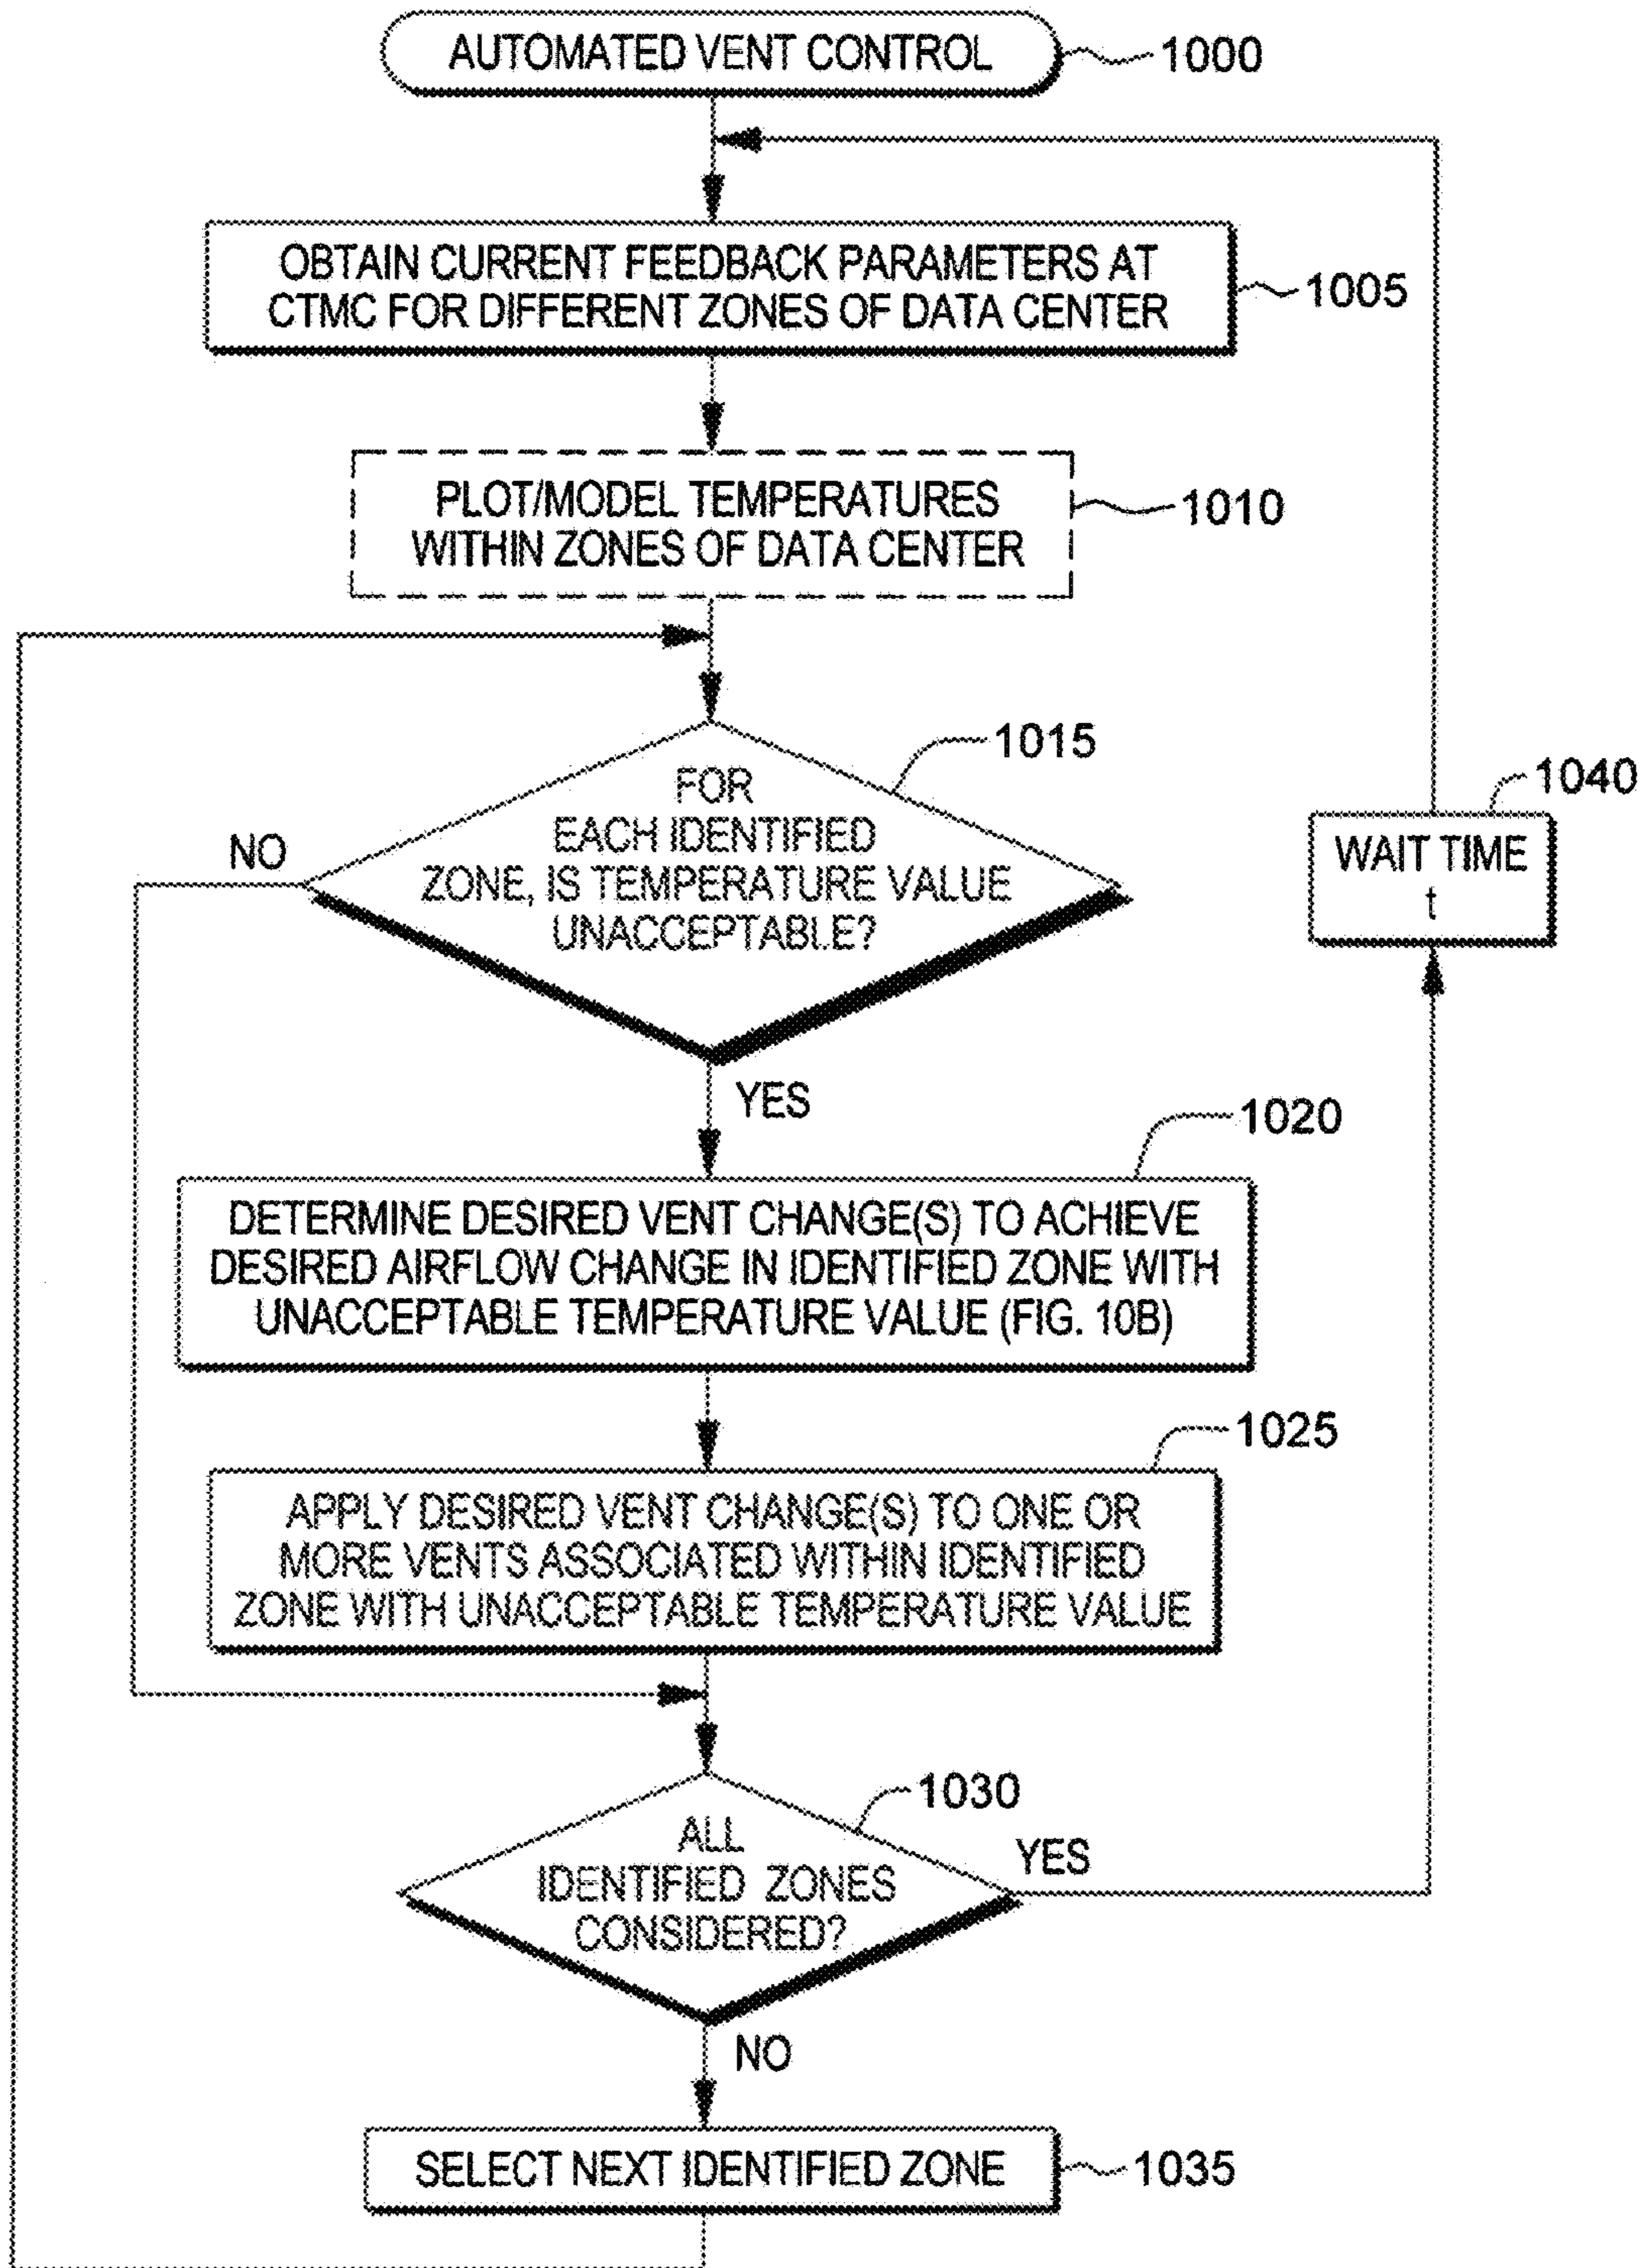 AUTOMATED VENT CONTROL
1000
OBTAIN CURRENT FEEDBACK PARAMETERS AT
CTMC FOR DIFFERENT ZONES OF DATA CENTER
1005
PLOT/MODEL TEMPERATURES
WITHIN ZONES OF DATA CENTER
1010
1015
FOR
EACH IDENTIFIED
ZONE, IS TEMPERATURE VALUE
UNACCEPTABLE?
NO
YES
1040
WAIT TIME
t
1020
DETERMINE DESIRED VENT CHANGE(S) TO ACHIEVE
DESIRED AIRFLOW CHANGE IN IDENTIFIED ZONE WITH
UNACCEPTABLE TEMPERATURE VALUE (FIG. 10B)
1025
APPLY DESIRED VENT CHANGE(S) TO ONE OR
MORE VENTS ASSOCIATED WITHIN IDENTIFIED
ZONE WITH UNACCEPTABLE TEMPERATURE VALUE
1030
ALL
IDENTIFIED ZONES
CONSIDERED?
YES
NO
SELECT NEXT IDENTIFIED ZONE
1035